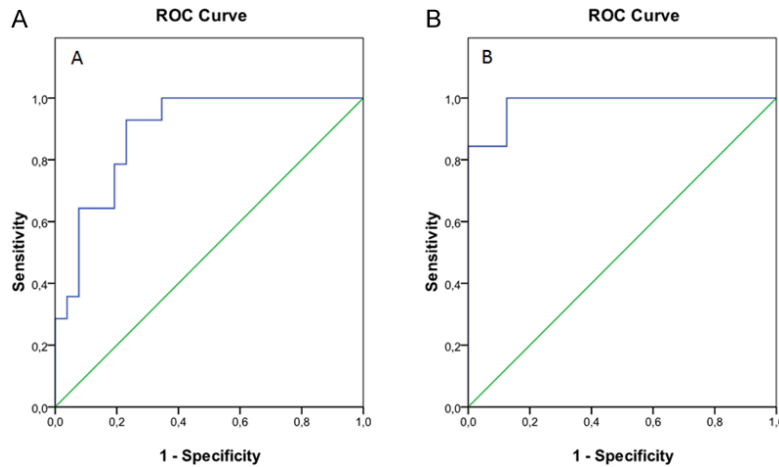 A
ROC Curve
A
Sensitivity
1,0
0,8
0,6
0,4
0,2
0,0
0,0 0,2 0,4 0,6 0,8 1,0
1 - Specificity
B
ROC Curve
B
Sensitivity
1,0
0,8
0,6
0,4
0,2
0,0
0,0 0,2 0,4 0,6 0,8 1,0
1 - Specificity